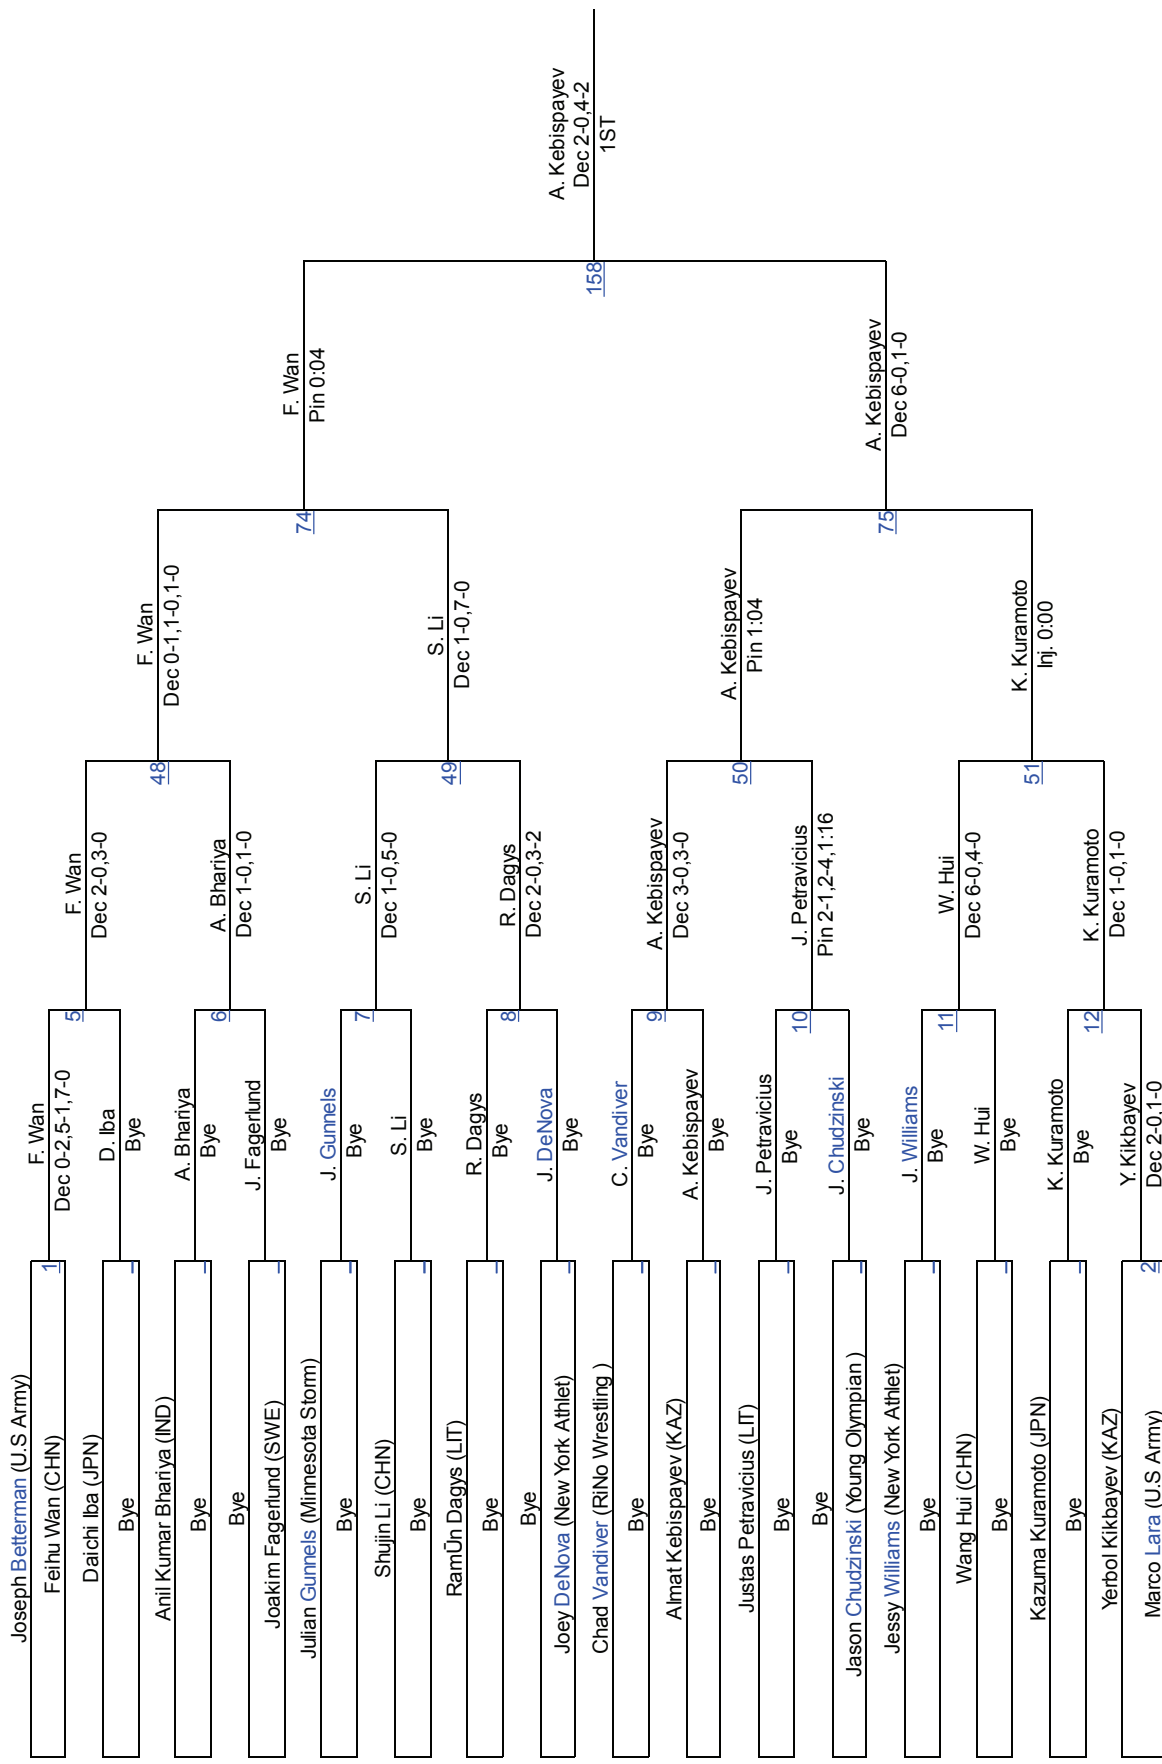 Joseph Betterman (U.S Army)
Feihu Wan (CHN)
Daichi Iba (JPN)
Bye
Anil Kumar Bhariya (IND)
Bye
Bye
Joakim Fagerlund (SWE)
Julian Gunnels (Minnesota Storm)
Bye
Shujin Li (CHN)
Bye
RamŪn Dagys (LIT)
Bye
Bye
Joey DeNova (New York Athlet)
Chad Vandiver (RiNo Wrestling )
Bye
Almat Kebispayev (KAZ)
Bye
Justas Petravicius (LIT)
Bye
Bye
Jason Chudzinski (Young Olympian )
Jessy Williams (New York Athlet)
Bye
Wang Hui (CHN)
Bye
Kazuma Kuramoto (JPN)
Bye
Yerbol Kikbayev (KAZ)
Marco Lara (U.S Army)
1
2
F. Wan
Dec 0-2,5-1,7-0
D. Iba
Bye
A. Bhariya
Bye
J. Fagerlund
Bye
J. Gunnels
Bye
S. Li
Bye
R. Dagys
Bye
J. DeNova
Bye
C. Vandiver
Bye
A. Kebispayev
Bye
J. Petravicius
Bye
J. Chudzinski
Bye
J. Williams
Bye
W. Hui
Bye
K. Kuramoto
Bye
Y. Kikbayev
Dec 2-0,1-0
5
6
7
8
9
10
11
12
F. Wan
Dec 2-0,3-0
A. Bhariya
Dec 1-0,1-0
S. Li
Dec 1-0,5-0
R. Dagys
Dec 2-0,3-2
A. Kebispayev
Dec 3-0,3-0
J. Petravicius
Pin 2-1,2-4,1:16
W. Hui
Dec 6-0,4-0
K. Kuramoto
Dec 1-0,1-0
48
49
50
51
F. Wan
Dec 0-1,1-0,1-0
S. Li
Dec 1-0,7-0
A. Kebispayev
Pin 1:04
K. Kuramoto
Inj. 0:00
74
75
F. Wan
Pin 0:04
A. Kebispayev
Dec 6-0,1-0
158
A. Kebispayev
Dec 2-0,4-2
1ST